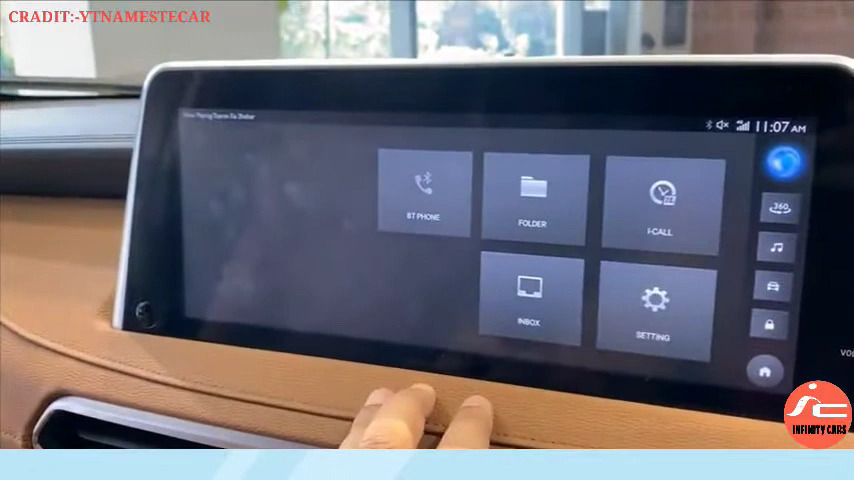 CRADIT:-YTNAMESTECAR
11:07 AM
BT PHONE
FOLDER
I-CALL
360
INBOX
SETTING
INFINITY CARS